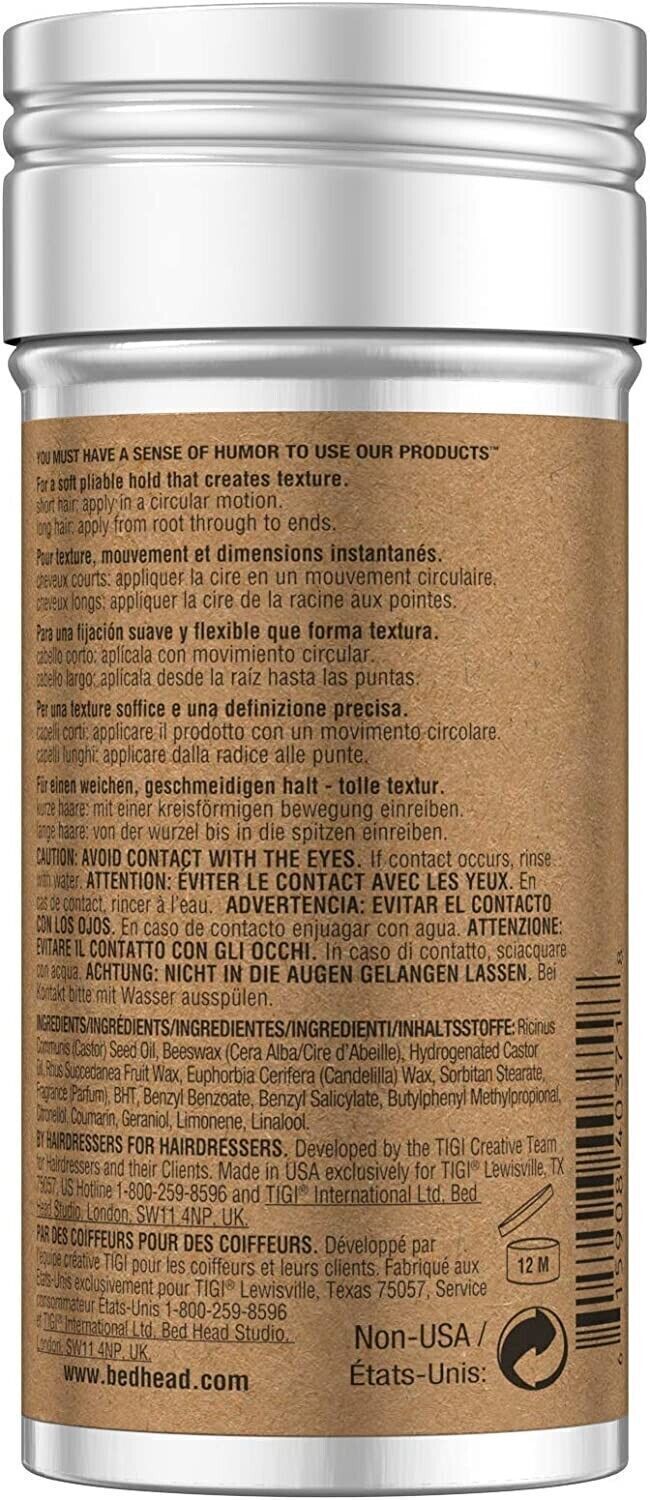 YOU MUST HAVE A SENSE OF HUMOR TO USE OUR PRODUCTS™
For a soft pliable hold that creates texture.
short hair: apply in a circular motion.
long hair: apply from root through to ends.
Pour texture, mouvement et dimensions instantanés.
cheveux courts: appliquer la cire en un mouvement circulaire.
cheveux longs: appliquer la cire de la racine aux pointes.
Para una fijación suave y flexible que forma textura.
cabello corto: aplícala con movimiento circular.
cabello largo: aplícala desde la raíz hasta las puntas.
Per una texture soffice e una definizione precisa.
capelli corti: applicare il prodotto con un movimento circolare.
capelli lunghi: applicare dalla radice alle punte.
Für einen weichen, geschmeidigen halt - tolle textur.
kurze haare: mit einer kreisförmigen bewegung einreiben.
lange haare: von der wurzel bis in die spitzen einreiben.
CAUTION: AVOID CONTACT WITH THE EYES. If contact occurs, rinse
with water. ATTENTION: ÉVITER LE CONTACT AVEC LES YEUX. En
cas de contact, rincer à l'eau. ADVERTENCIA: EVITAR EL CONTACTO
CON LOS OJOS. En caso de contacto enjuagar con agua. ATTENZIONE:
EVITARE IL CONTATTO CON GLI OCCHI. In caso di contatto, sciacquare
con acqua. ACHTUNG: NICHT IN DIE AUGEN GELANGEN LASSEN. Bei
Kontakt bitte mit Wasser ausspülen.
INGREDIENTS/INGRÉDIENTS/INGREDIENTES/INGREDIENTI/INHALTSSTOFFE: Ricinus
Communis (Castor) Seed Oil, Beeswax (Cera Alba/Cire d'Abeille), Hydrogenated Castor
Oil, Rhus Succedanea Fruit Wax, Euphorbia Cerifera (Candelilla) Wax, Sorbitan Stearate,
Fragrance (Parfum), BHT, Benzyl Benzoate, Benzyl Salicylate, Butylphenyl Methylpropional,
Citronellol, Coumarin, Geraniol, Limonene, Linalool.
BY HAIRDRESSERS FOR HAIRDRESSERS. Developed by the TIGI Creative Team
for Hairdressers and their Clients. Made in USA exclusively for TIGI® Lewisville, TX
75057, US Hotline 1-800-259-8596 and TIGI® International Ltd, Bed
Head Studio, London, SW11 4NP, UK.
PAR DES COIFFEURS POUR DES COIFFEURS. Développé par
l'équipe créative TIGI pour les coiffeurs et leurs clients. Fabriqué aux
États-Unis exclusivement pour TIGI® Lewisville, Texas 75057, Service
consommateur États-Unis 1-800-259-8596
et TIGI® International Ltd, Bed Head Studio,
London, SW11 4NP, UK.
www.bedhead.com
12 M
Non-USA /
États-Unis:
6 15908 40371 8